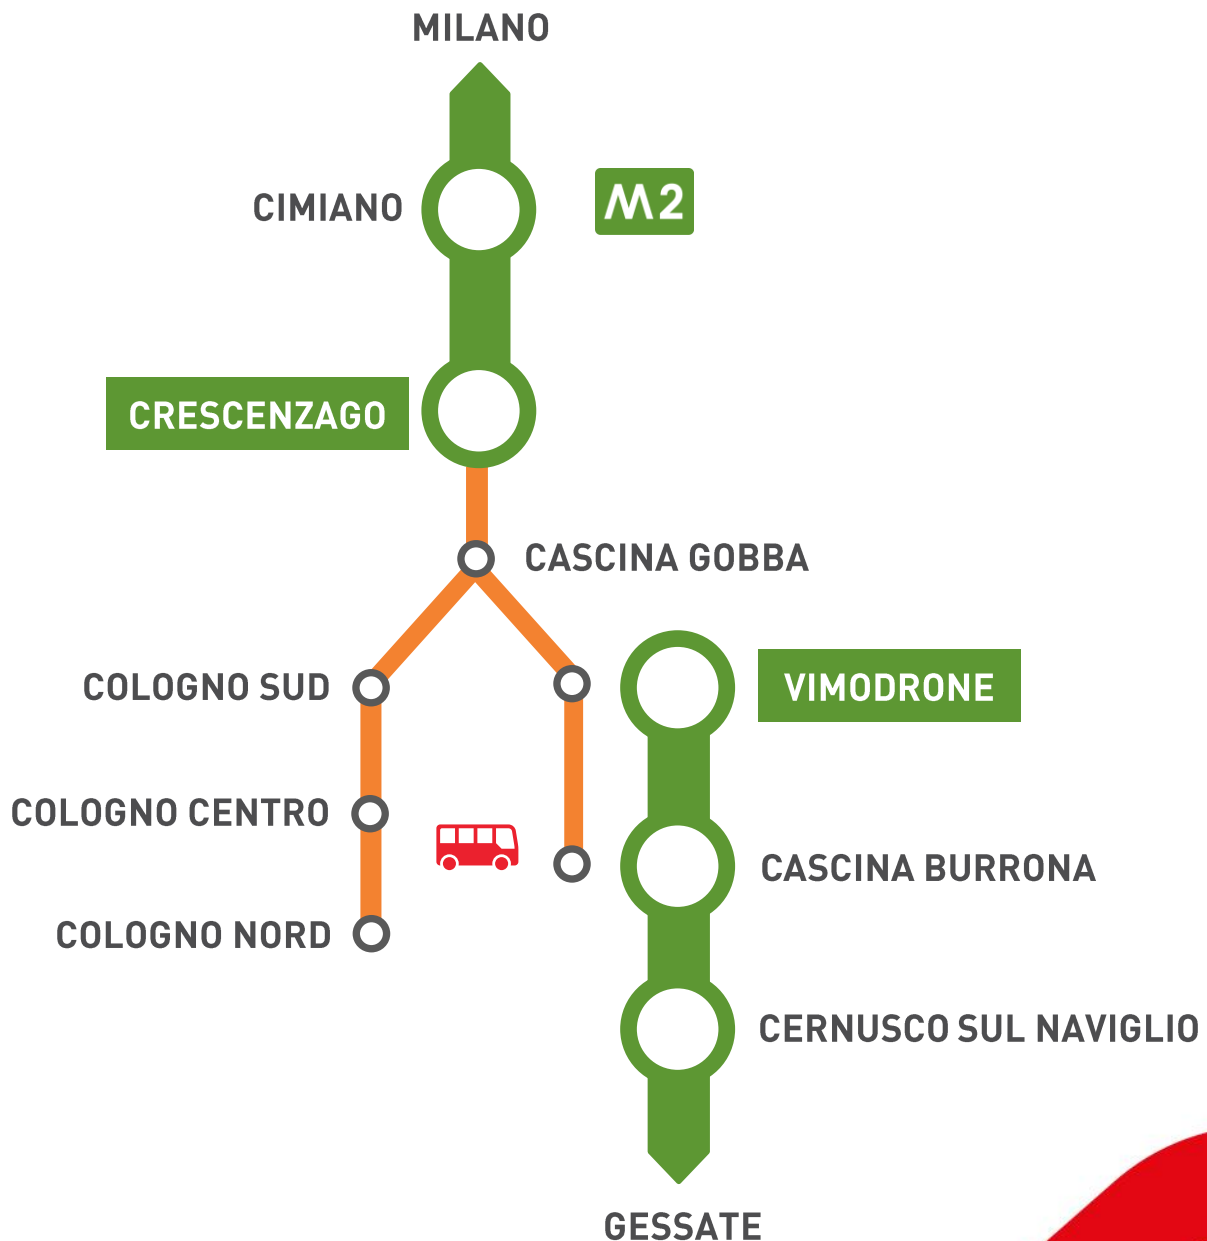 MILANO
CIMIANO
M2
CRESCENZAGO
CASCINA GOBBA
COLOGNO SUD
VIMODRONE
COLOGNO CENTRO
CASCINA BURRONA
COLOGNO NORD
CERNUSCO SUL NAVIGLIO
GESSATE